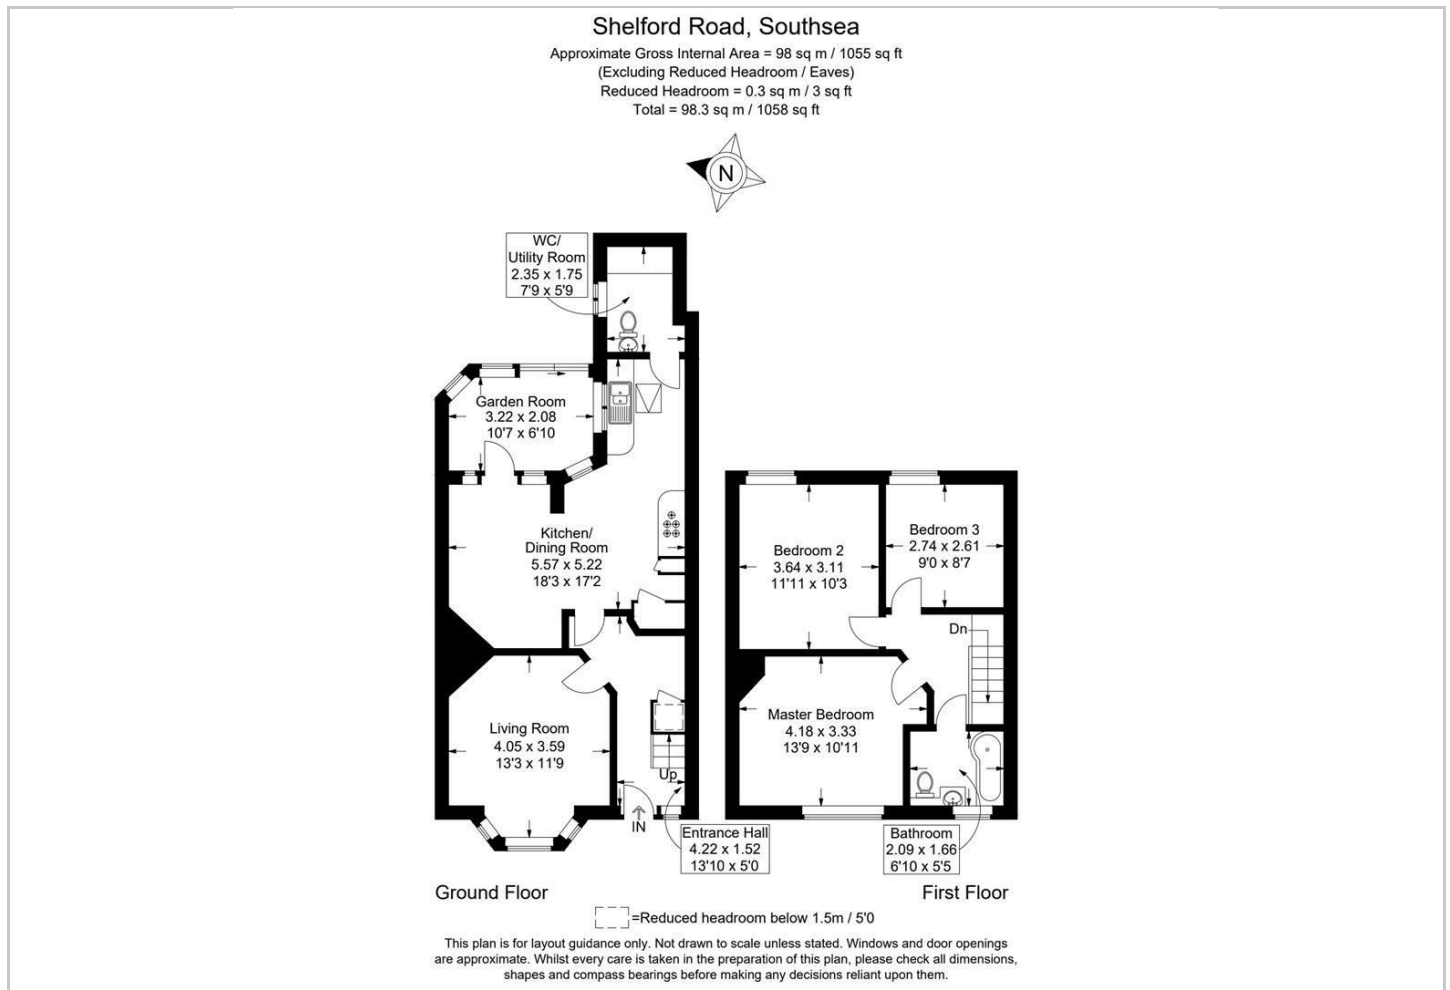 Shelford Road, Southsea
Approximate Gross Internal Area = 98 sq m / 1055 sq ft
(Excluding Reduced Headroom / Eaves)
Reduced Headroom = 0.3 sq m / 3 sq ft
Total = 98.3 sq m / 1058 sq ft
N
WC/
Utility Room
2.35 x 1.75
7'9 x 5'9
Garden Room
3.22 x 2.08
10'7 x 6'10
Kitchen/
Dining Room
5.57 x 5.22
18'3 x 17'2
Living Room
4.05 x 3.59
13'3 x 11'9
Up
IN
Entrance Hall
4.22 x 1.52
13'10 x 5'0
Ground Floor
Bedroom 2
3.64 x 3.11
11'11 x 10'3
Bedroom 3
2.74 x 2.61
9'0 x 8'7
Dn
Master Bedroom
4.18 x 3.33
13'9 x 10'11
Bathroom
2.09 x 1.66
6'10 x 5'5
First Floor
=Reduced headroom below 1.5m / 5'0
This plan is for layout guidance only. Not drawn to scale unless stated. Windows and door openings
are approximate. Whilst every care is taken in the preparation of this plan, please check all dimensions,
shapes and compass bearings before making any decisions reliant upon them.